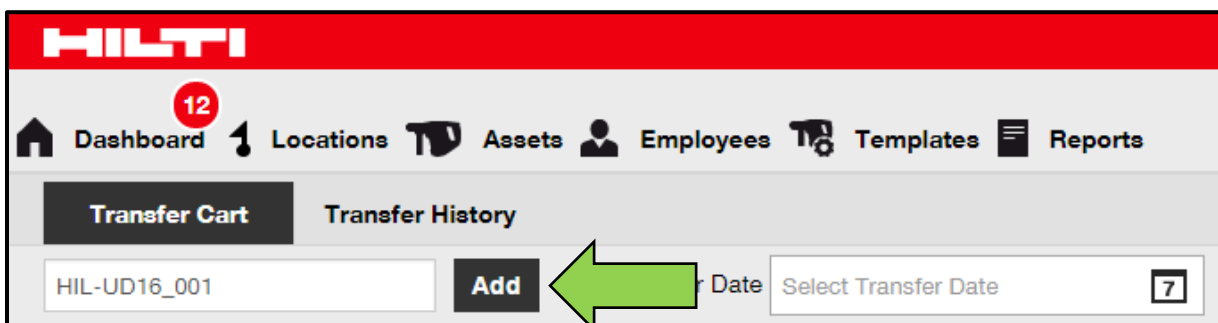 HILTI
12
Dashboard Locations Assets Employees Templates Reports
Transfer Cart Transfer History
HIL-UD16_001 Add r Date Select Transfer Date 7